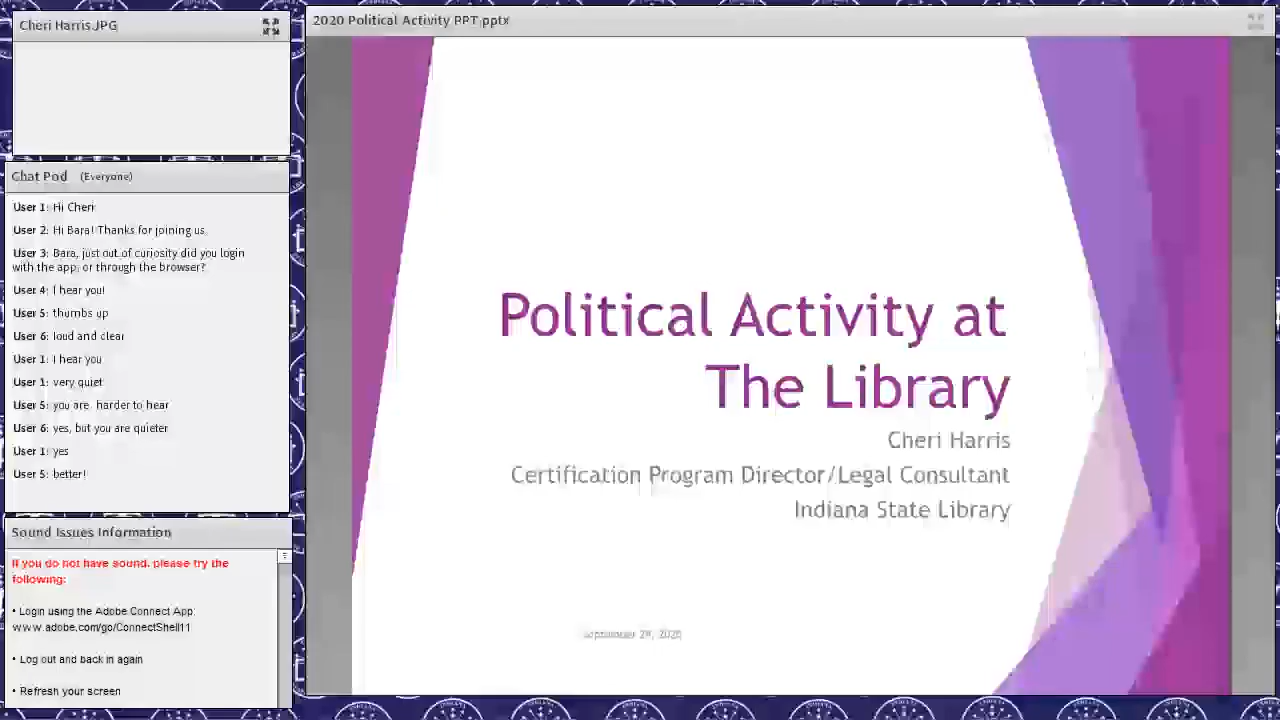 Cheri Harris.JPG
Chat Pod (Everyone)
User 1: Hi Cheri
User 2: Hi Bara! Thanks for joining us.
User 3: Bara, just out of curiosity did you login
with the app, or through the browser?
User 4: I hear you!
User 5: thumbs up
User 6: loud and clear
User 1: I hear you
User 1: very quiet
User 5: you are harder to hear
User 6: yes, but you are quieter
User 1: yes
User 5: better!
Sound Issues Information
If you do not have sound, please try the
following:
• Login using the Adobe Connect App:
www.adobe.com/go/ConnectShell11
• Log out and back in again
• Refresh your screen
2020 Political Activity PPT.pptx
Political Activity at
The Library
Cheri Harris
Certification Program Director/Legal Consultant
Indiana State Library
September 2020